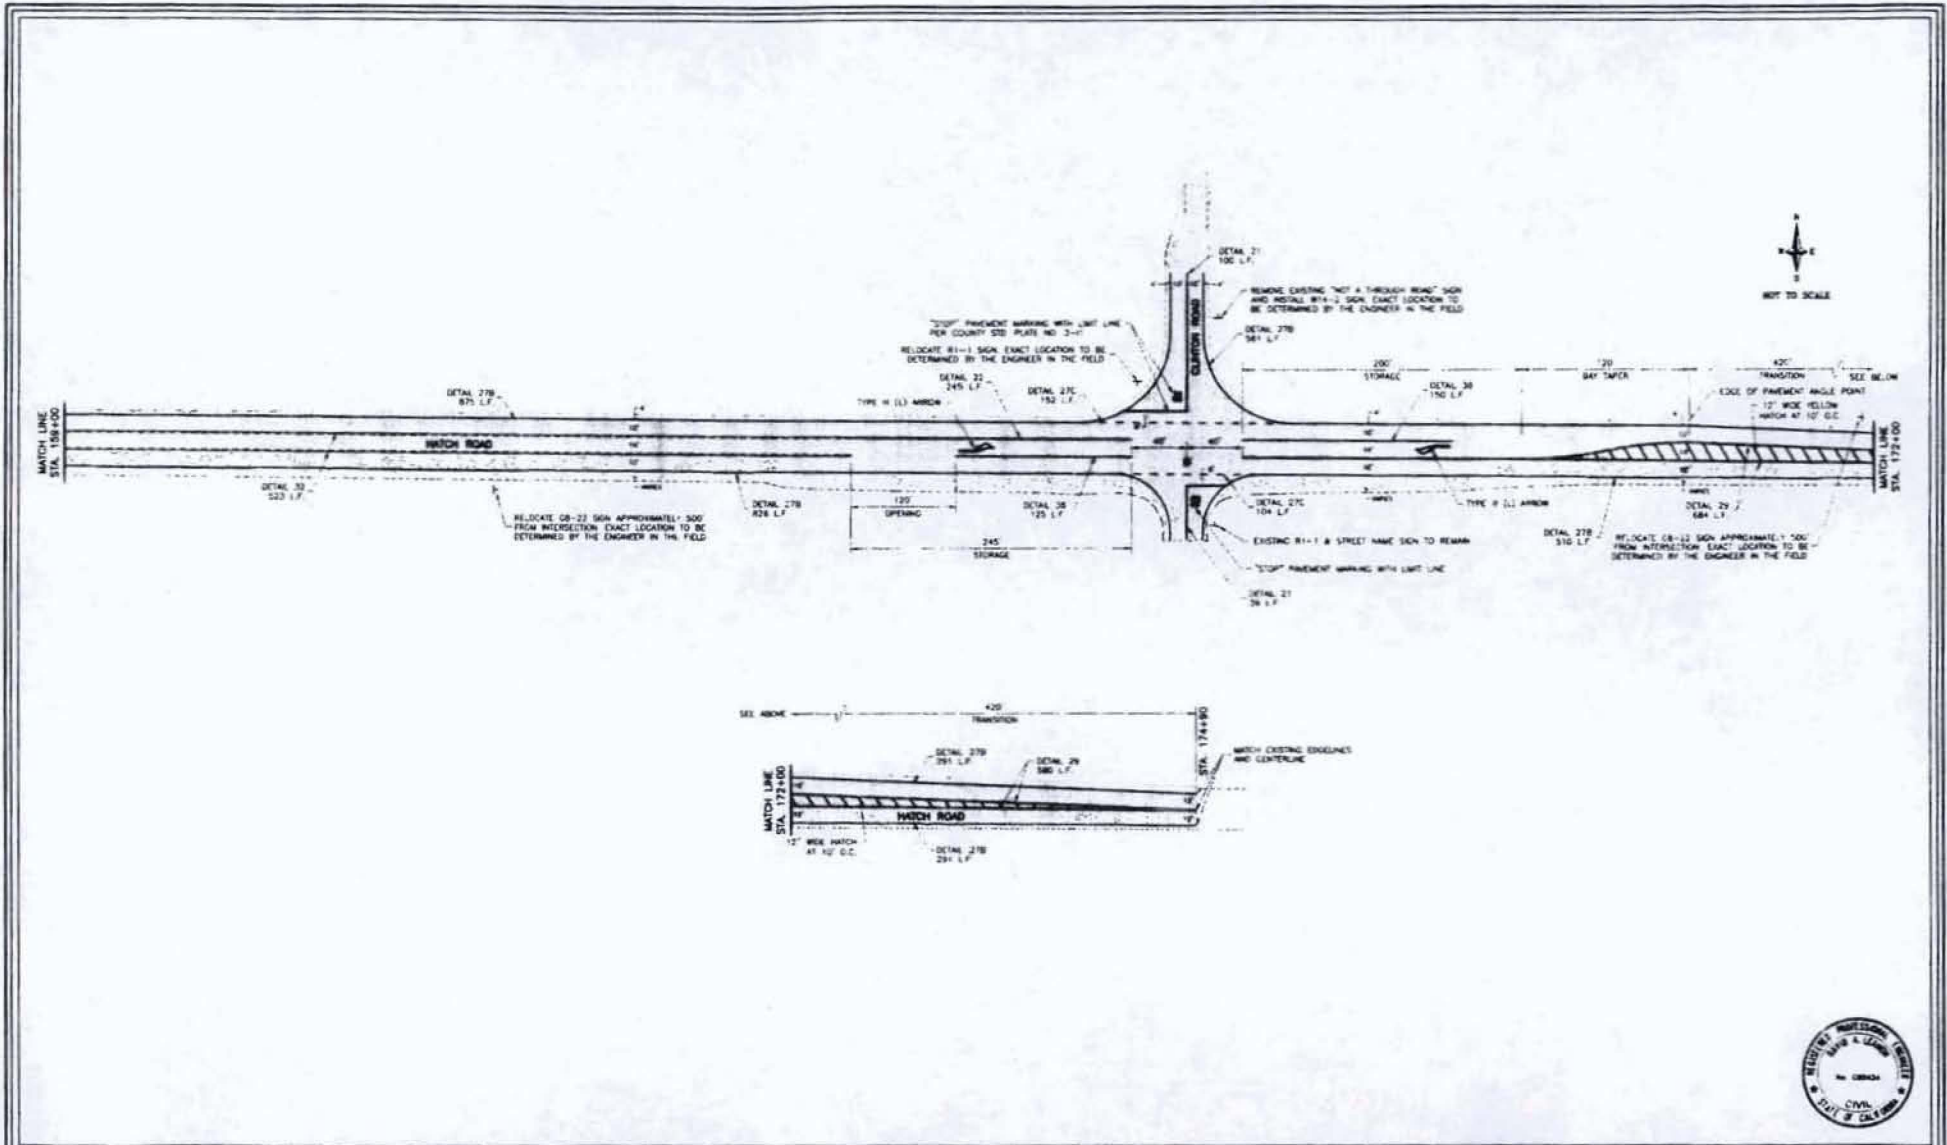 DETAIL 21
100 L.F.
N
E
S
NOT TO SCALE
REMOVE EXISTING "NOT A THROUGH ROAD" SIGN
AND INSTALL W14-2 SIGN. EXACT LOCATION TO
BE DETERMINED BY THE ENGINEER IN THE FIELD
"STOP" PAVEMENT MARKING WITH LIMIT LINE
PER COUNTY STD PLATE NO 3-
RELOCATE R1-1 SIGN. EXACT LOCATION TO BE
DETERMINED BY THE ENGINEER IN THE FIELD
CLINTON ROAD
DETAIL 27B
561 L.F.
200'
STORAGE
120
BAY TAPER
420'
TRANSITION
SEE BELOW
DETAIL 27B
875 L.F.
TYPE (L) ARROW
DETAIL
245 L.F.
DETAIL 27C
152 L.F.
DETAIL 38
150 L.F.
EDGE OF PAVEMENT ANGLE POINT
12" WIDE YELLOW
HATCH AT 10' O.C.
MATCH LINE
STA. 159+00
HATCH ROAD
MATCH LINE
STA. 172+00
DETAIL
523 L.F.
RELOCATE SIGN APPROXIMATELY 500'
FROM INTERSECTION EXACT LOCATION TO BE
DETERMINED BY THE ENGINEER IN THE FIELD
DETAIL 27B
826 L.F.
120'
OPENING
DETAIL 38
125 L.F.
245'
STORAGE
DETAIL 27C
104 L.F.
TYPE (L) ARROW
EXISTING R1-1 & STREET NAME SIGN TO REMAIN
"STOP" PAVEMENT MARKING WITH LIMIT LINE
DETAIL 21
L.F.
DETAIL 27B
510 L.F.
DETAIL 29
684 L.F.
RELOCATE SIGN APPROXIMATELY 500'
FROM INTERSECTION EXACT LOCATION TO BE
DETERMINED BY THE ENGINEER IN THE FIELD
SEE ABOVE
420'
TRANSITION
STA. 174+90
MATCH LINE
STA. 172+00
DETAIL 27B
291 L.F.
DETAIL 29
580 L.F.
MATCH EXISTING EDGELINES
AND CENTERLINE
HATCH ROAD
12" WIDE HATCH
AT 10' O.C.
DETAIL 27B
291 L.F.
REGISTERED PROFESSIONAL ENGINEER
DAVID A.
No.
CIVIL
STATE OF CALIFORNIA